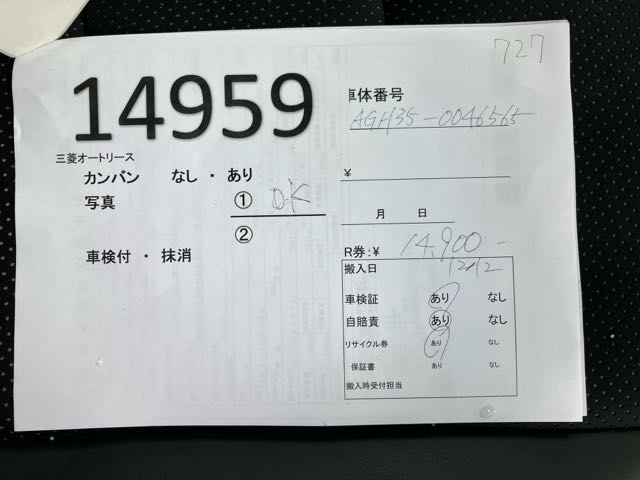 727
14959
車体番号
AGH35-0046565
三菱オートリース
カンバン なし ・ あり
¥
写真 ① O.K
月 日
②
R券:¥ 14,900-
車検付 ・ 抹消
搬入日 12/12
車検証 あり なし
自賠責 あり なし
リサイクル券 あり なし
保証書 あり なし
搬入時受付担当